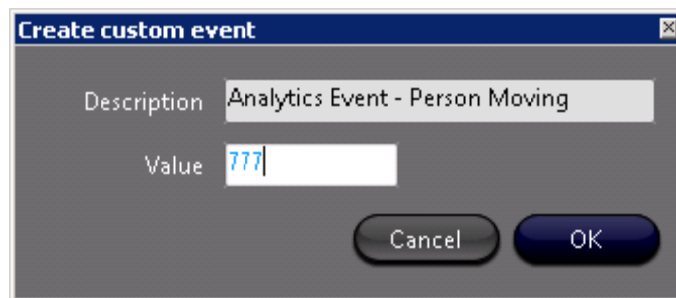 Create custom event
Description Analytics Event - Person Moving
Value 777
Cancel OK